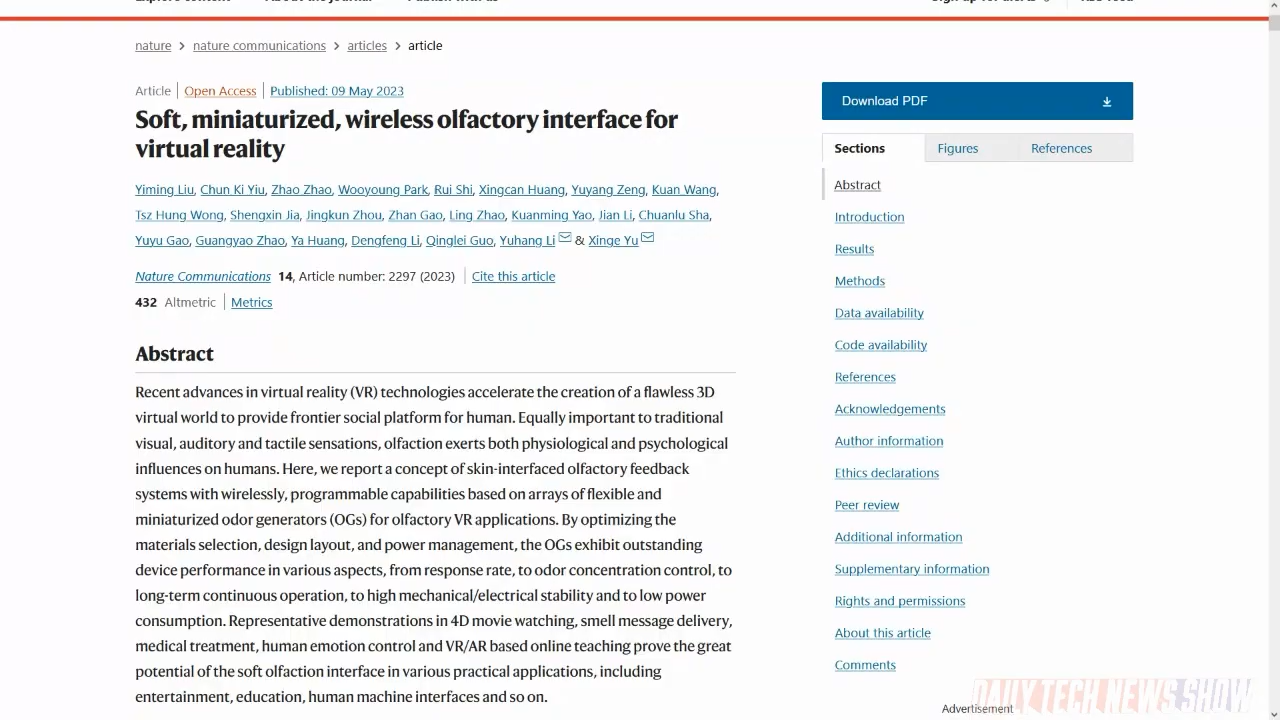 nature > nature communications > articles > article
Article | Open Access | Published: 09 May 2023
Soft, miniaturized, wireless olfactory interface for
virtual reality
Yiming Liu, Chun Ki Yiu, Zhao Zhao, Wooyoung Park, Rui Shi, Xingcan Huang, Yuyang Zeng, Kuan Wang,
Tsz Hung Wong, Shengxin Jia, Jingkun Zhou, Zhan Gao, Ling Zhao, Kuanming Yao, Jian Li, Chuanlu Sha,
Yuyu Gao, Guangyao Zhao, Ya Huang, Dengfeng Li, Qinglei Guo, Yuhang Li & Xinge Yu
Nature Communications 14, Article number: 2297 (2023) | Cite this article
432 Altmetric | Metrics
Abstract
Recent advances in virtual reality (VR) technologies accelerate the creation of a flawless 3D
virtual world to provide frontier social platform for human. Equally important to traditional
visual, auditory and tactile sensations, olfaction exerts both physiological and psychological
influences on humans. Here, we report a concept of skin-interfaced olfactory feedback
systems with wirelessly, programmable capabilities based on arrays of flexible and
miniaturized odor generators (OGs) for olfactory VR applications. By optimizing the
materials selection, design layout, and power management, the OGs exhibit outstanding
device performance in various aspects, from response rate, to odor concentration control, to
long-term continuous operation, to high mechanical/electrical stability and to low power
consumption. Representative demonstrations in 4D movie watching, smell message delivery,
medical treatment, human emotion control and VR/AR based online teaching prove the great
potential of the soft olfaction interface in various practical applications, including
entertainment, education, human machine interfaces and so on.
Download PDF
Sections Figures References
Abstract
Introduction
Results
Methods
Data availability
Code availability
References
Acknowledgements
Author information
Ethics declarations
Peer review
Additional information
Supplementary information
Rights and permissions
About this article
Comments
Advertisement
DAILY TECH NEWS SHOW